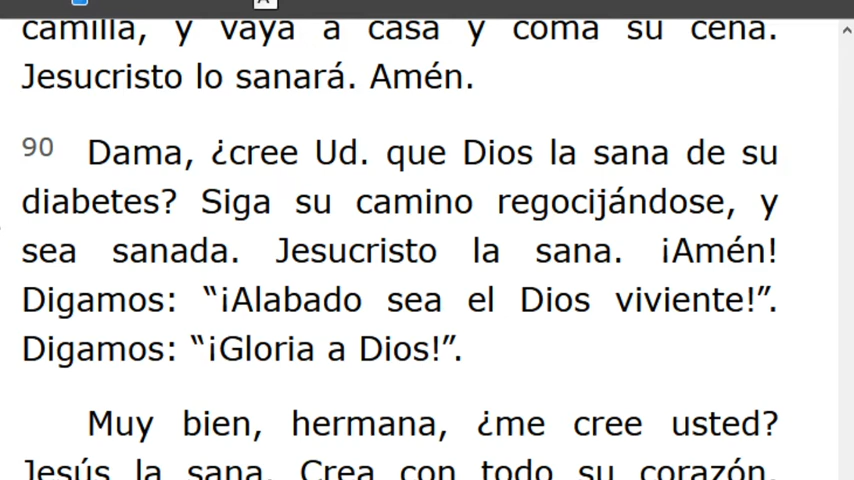 camilla, y vaya a casa y coma su cena.
Jesucristo lo sanará. Amén.
90 Dama, ¿cree Ud. que Dios la sana de su
diabetes? Siga su camino regocijándose, y
sea sanada. Jesucristo la sana. ¡Amén!
Digamos: “¡Alabado sea el Dios viviente!”.
Digamos: “¡Gloria a Dios!”.
Muy bien, hermana, ¿me cree usted?
Jesús la sana. Crea con todo su corazón.